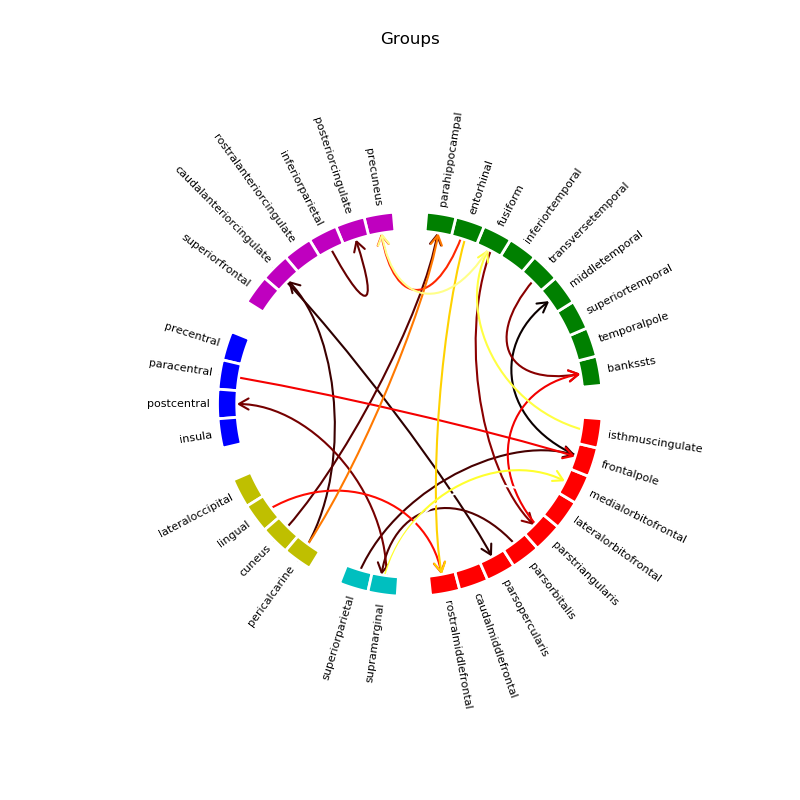 Groups
parahippocampal
entorhinal
fusiform
inferiortemporal
transversetemporal
middletemporal
superiortemporal
temporalpole
bankssts
isthmuscingulate
frontalpole
medialorbitofrontal
lateralorbitofrontal
parstriangularis
parsorbitalis
parsopercularis
caudalmiddlefrontal
rostralmiddlefrontal
supramarginal
superiorparietal
pericalcarine
cuneus
lingual
lateraloccipital
insula
postcentral
paracentral
precentral
superiorfrontal
caudalanteriorcingulate
rostralanteriorcingulate
inferiorparietal
posteriorcingulate
precuneus